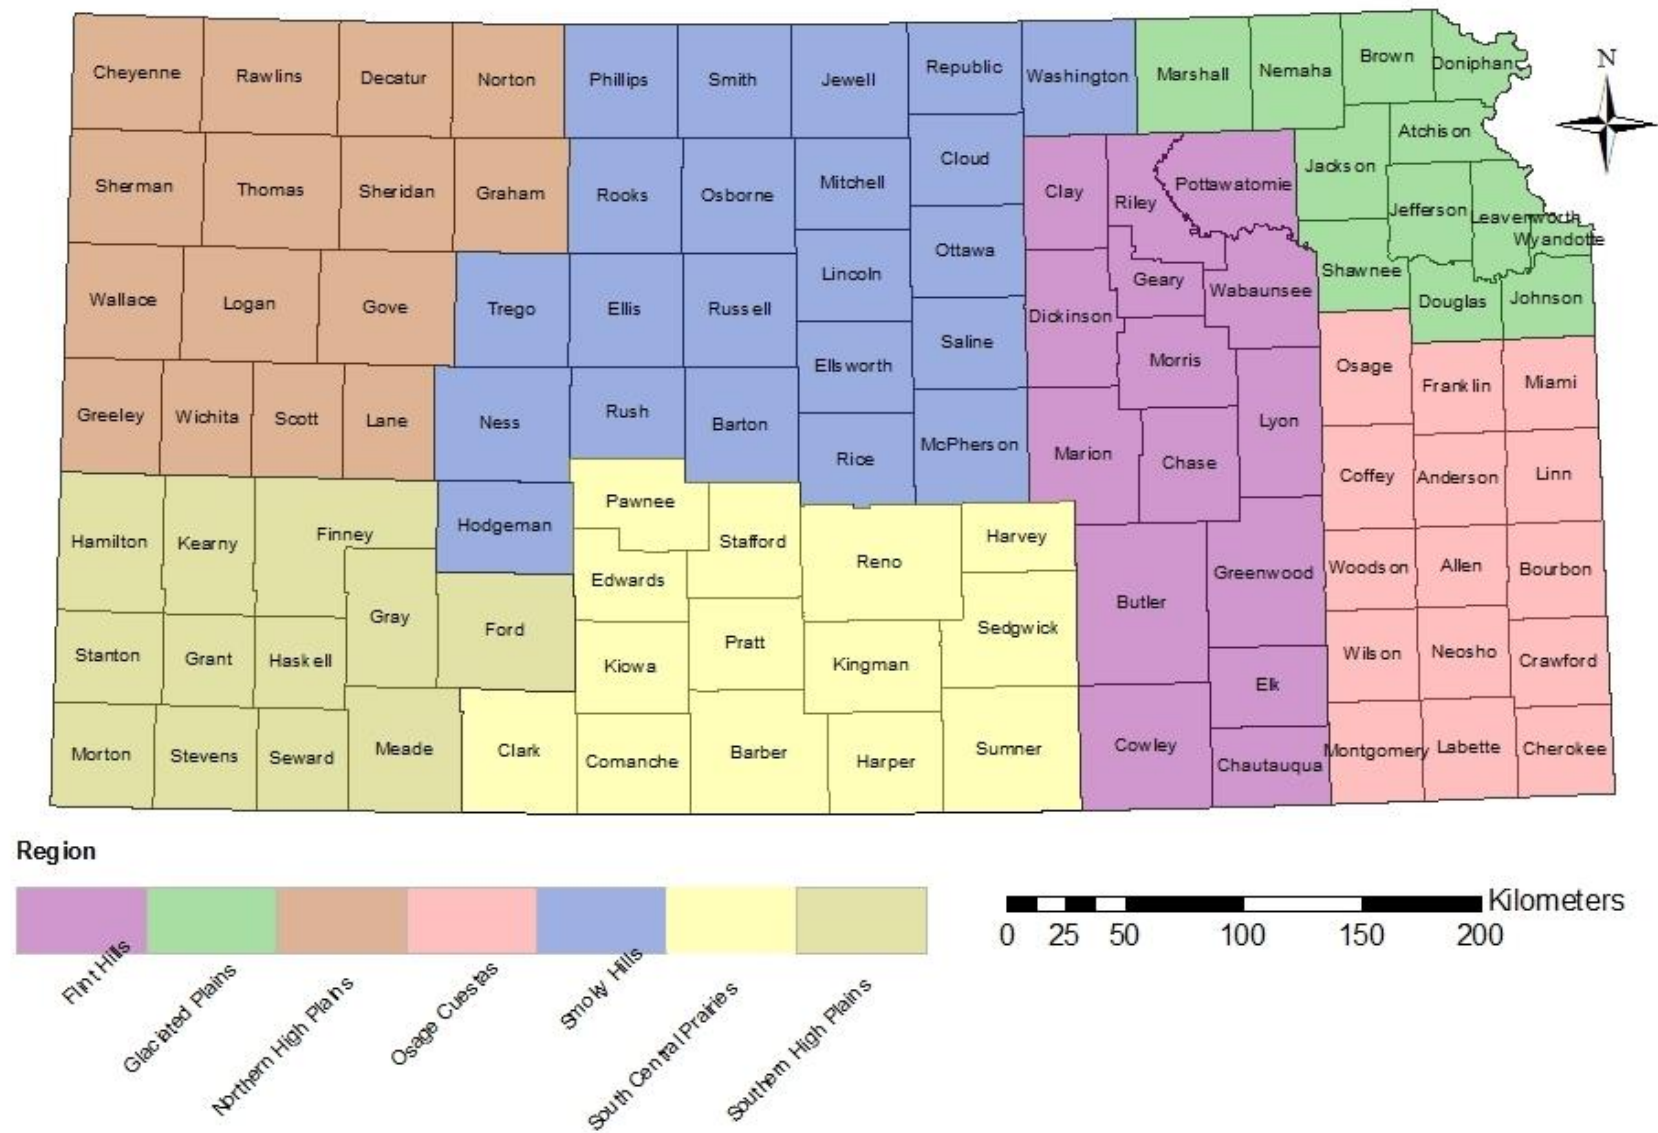 N
Cheyenne
Rawlins
Decatur
Norton
Phillips
Smith
Jewell
Republic
Washington
Marshall
Nemaha
Brown
Doniphan
Atchison
Cloud
Sherman
Thomas
Sheridan
Graham
Rooks
Osborne
Mitchell
Clay
Riley
Pottawatomie
Jackson
Jefferson
Leavenworth
Wyandotte
Ottawa
Wallace
Logan
Gove
Trego
Ellis
Russell
Lincoln
Dickinson
Geary
Wabaunsee
Shawnee
Douglas
Johnson
Saline
Ellsworth
Morris
Osage
Franklin
Miami
Greeley
Wichita
Scott
Lane
Ness
Rush
Barton
Rice
McPherson
Marion
Chase
Lyon
Coffey
Anderson
Linn
Hamilton
Kearny
Finney
Hodgeman
Pawnee
Stafford
Reno
Harvey
Butler
Greenwood
Woodson
Allen
Bourbon
Edwards
Gray
Ford
Sedgwick
Stanton
Grant
Haskell
Kiowa
Pratt
Kingman
Elk
Wilson
Neosho
Crawford
Morton
Stevens
Seward
Meade
Clark
Comanche
Barber
Harper
Sumner
Cowley
Chautauqua
Montgomery
Labette
Cherokee
Region
Flint Hills
Glaciated Plains
Northern High Plains
Osage Cuestas
Smoky Hills
South Central Prairies
Southern High Plains
Kilometers
0 25 50 100 150 200